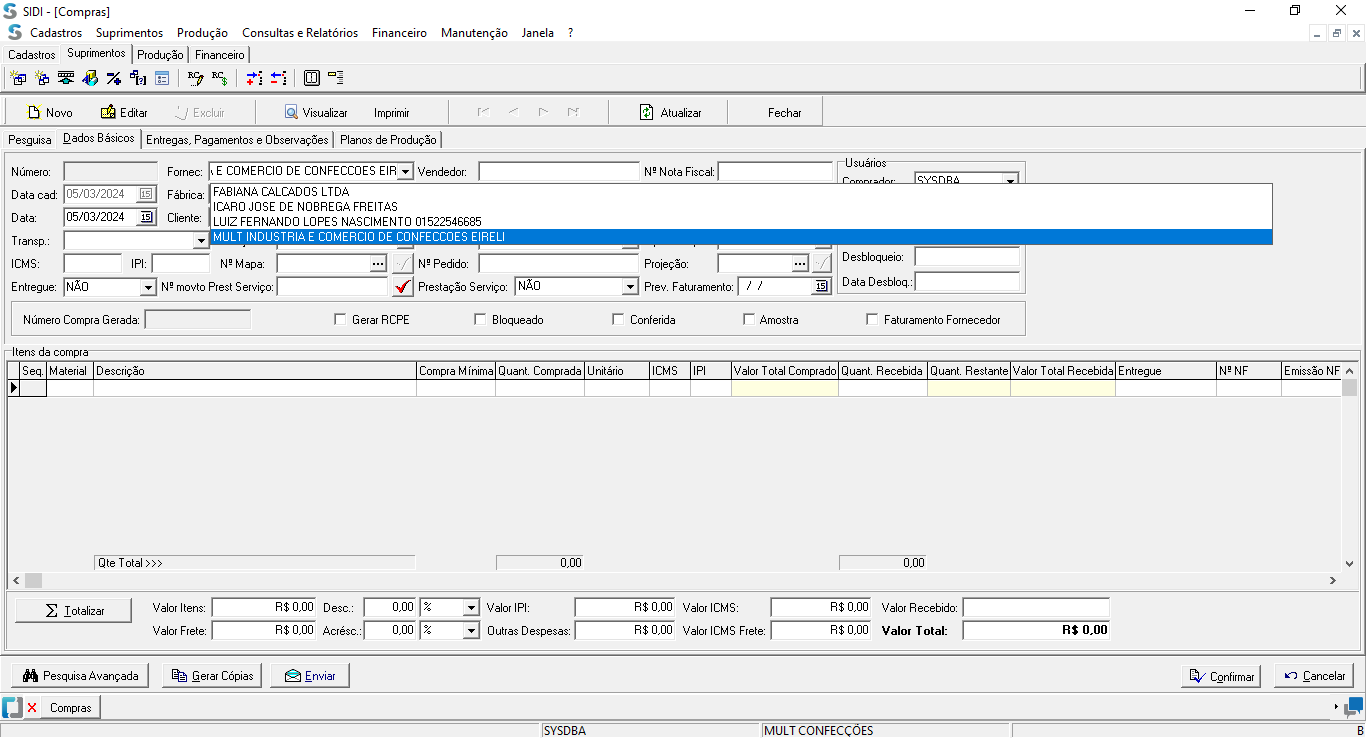 SIDI - [Compras]
Cadastros Suprimentos Produção Consultas e Relatórios Financeiro Manutenção Janela ?
Cadastros Suprimentos Produção Financeiro
Novo Editar Excluir Visualizar Imprimir Atualizar Fechar
Pesquisa Dados Básicos Entregas, Pagamentos e Observações Planos de Produção
Número: Fornec: E COMERCIO DE CONFECCOES EIR Vendedor: Nº Nota Fiscal: Usuários
Comprador: SYSDBA
Data cad: 05/03/2024 15 Fábrica: FABIANA CALCADOS LTDA
ICARO JOSE DE NOBREGA FREITAS
Data: 05/03/2024 15 Cliente: LUIZ FERNANDO LOPES NASCIMENTO 01522546685
Transp.: MULT INDUSTRIA E COMERCIO DE CONFECCOES EIRELI
ICMS: IPI: Nº Mapa: Nº Pedido: Projeção: Desbloqueio:
Entregue: NÃO Nº movto Prest Serviço: Prestação Serviço: NÃO Prev. Faturamento: / / 15 Data Desbloq.:
Número Compra Gerada: Gerar RCPE Bloqueado Conferida Amostra Faturamento Fornecedor
Itens da compra
Seq. Material Descrição Compra Mínima Quant. Comprada Unitário ICMS IPI Valor Total Comprado Quant. Recebida Quant. Restante Valor Total Recebida Entregue Nº NF Emissão NF
Qte Total >>> 0,00 0,00
Totalizar Valor Itens: R$ 0,00 Desc.: 0,00 % Valor IPI: R$ 0,00 Valor ICMS: R$ 0,00 Valor Recebido:
Valor Frete: R$ 0,00 Acrésc.: 0,00 % Outras Despesas: R$ 0,00 Valor ICMS Frete: R$ 0,00 Valor Total: R$ 0,00
Pesquisa Avançada Gerar Cópias Enviar Confirmar Cancelar
Compras
SYSDBA MULT CONFECÇÕES B